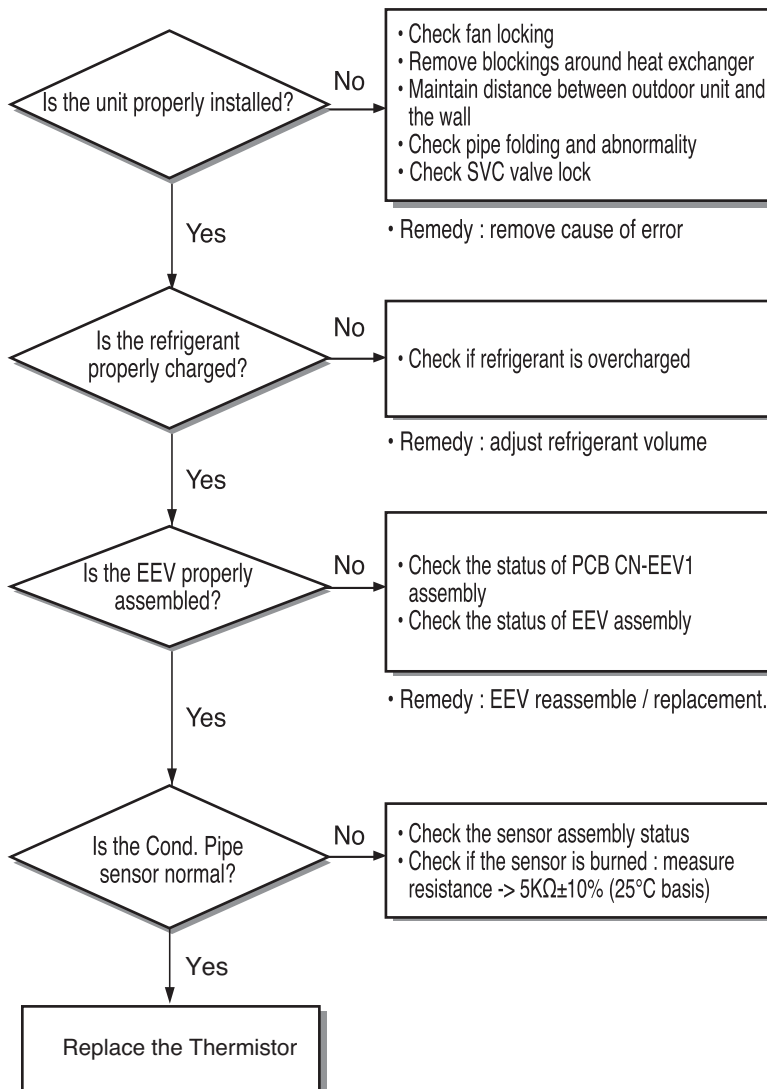 Is the unit properly installed?
No
• Check fan locking
• Remove blockings around heat exchanger
• Maintain distance between outdoor unit and
the wall
• Check pipe folding and abnormality
• Check SVC valve lock
• Remedy : remove cause of error
Yes
Is the refrigerant
properly charged?
No
• Check if refrigerant is overcharged
• Remedy : adjust refrigerant volume
Yes
Is the EEV properly
assembled?
No
• Check the status of PCB CN-EEV1
assembly
• Check the status of EEV assembly
• Remedy : EEV reassemble / replacement.
Yes
Is the Cond. Pipe
sensor normal?
No
• Check the sensor assembly status
• Check if the sensor is burned : measure
resistance -> 5KΩ±10% (25°C basis)
Yes
Replace the Thermistor